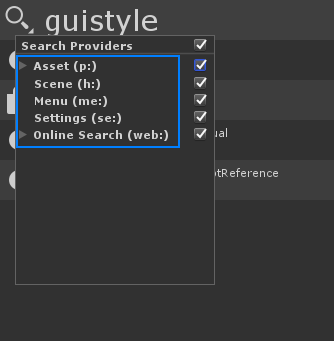 guistyle
Search Providers
Asset (p:)
Scene (h:)
Menu (me:)
Settings (se:)
Online Search (web:)
ual
otReference